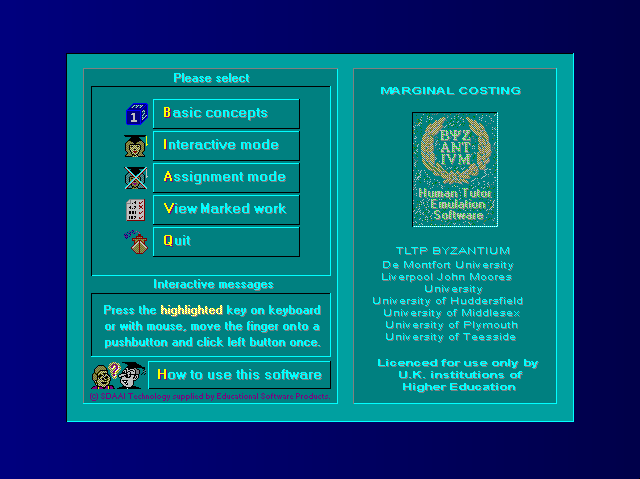 Please select
1 2
Basic concepts
Interactive mode
Assignment mode
View Marked work
Bye
Quit
Interactive messages
Press the highlighted key on keyboard
or with mouse, move the finger onto a
pushbutton and click left button once.
?
How to use this software
(C) SDAAI Technology supplied by Educational Software Products.
MARGINAL COSTING
BYZ
ANT
IVM
Human Tutor
Emulation
Software
TLTP BYZANTIUM
De Montfort University
Liverpool John Moores
University
University of Huddersfield
University of Middlesex
University of Plymouth
University of Teesside
Licenced for use only by
U.K. institutions of
Higher Education